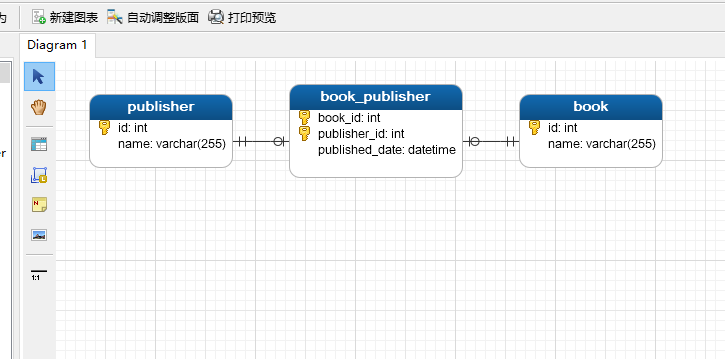 为
新建图表 自动调整版面 打印预览
Diagram 1
publisher
id: int
name: varchar(255)
book_publisher
book_id: int
publisher_id: int
published_date: datetime
book
id: int
name: varchar(255)
er
1:1